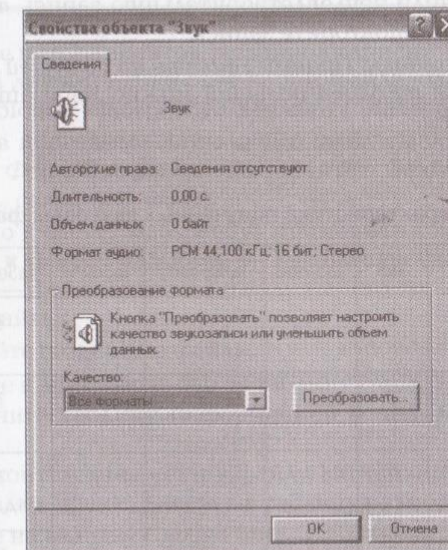 Свойства объекта "Звук"
Сведения
Звук
Авторские права: Сведения отсутствуют
Длительность: 0,00 с.
Объем данных: 0 байт
Формат аудио: PCM 44,100 кГц; 16 бит; Стерео
Преобразование формата
Кнопка "Преобразовать" позволяет настроить
качество звукозаписи или уменьшить объем
данных.
Качество:
Все форматы
Преобразовать...
OK
Отмена